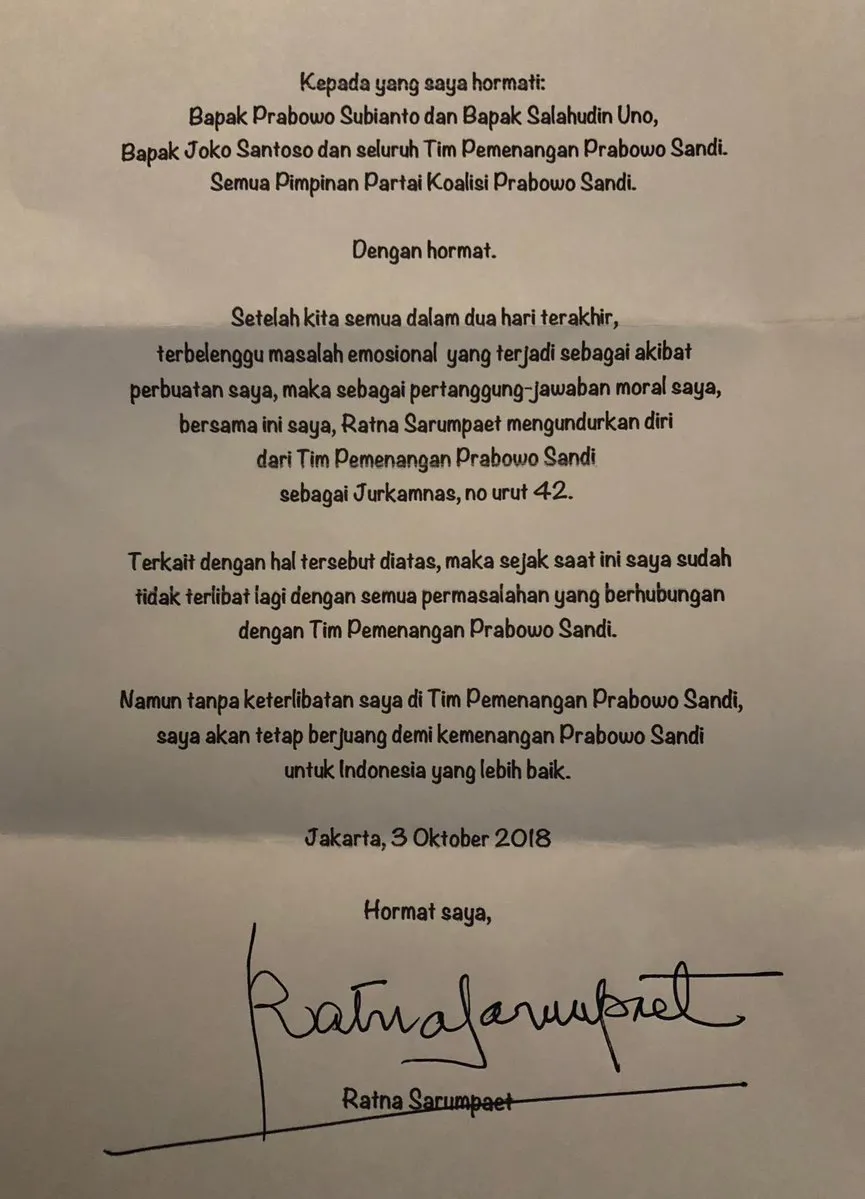 Kepada yang saya hormati:
Bapak Prabowo Subianto dan Bapak Salahudin Uno,
Bapak Joko Santoso dan seluruh Tim Pemenangan Prabowo Sandi.
Semua Pimpinan Partai Koalisi Prabowo Sandi.
Dengan hormat.
Setelah kita semua dalam dua hari terakhir,
terbelenggu masalah emosional yang terjadi sebagai akibat
perbuatan saya, maka sebagai pertanggung-jawaban moral saya,
bersama ini saya, Ratna Sarumpaet mengundurkan diri
dari Tim Pemenangan Prabowo Sandi
sebagai Jurkamnas, no urut 42.
Terkait dengan hal tersebut diatas, maka sejak saat ini saya sudah
tidak terlibat lagi dengan semua permasalahan yang berhubungan
dengan Tim Pemenangan Prabowo Sandi.
Namun tanpa keterlibatan saya di Tim Pemenangan Prabowo Sandi,
saya akan tetap berjuang demi kemenangan Prabowo Sandi
untuk Indonesia yang lebih baik.
Jakarta, 3 Oktober 2018
Hormat saya,
Ratna Sarumpaet
Ratna Sarumpaet